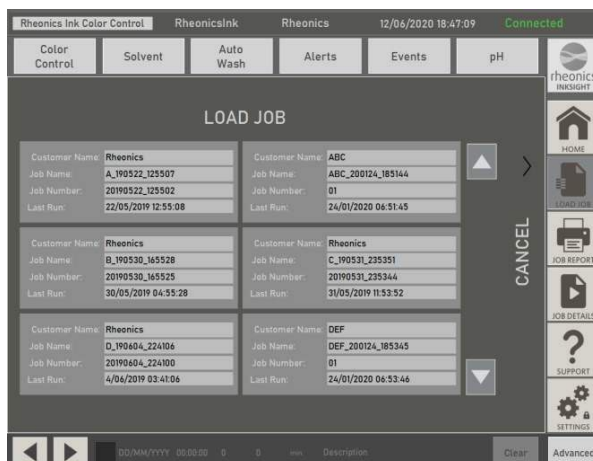 Rheonics Ink Color Control RheonicsInk Rheonics 12/06/2020 18:47:09 Connected
Color Control Solvent Auto Wash Alerts Events pH
rheonics
INKSIGHT
LOAD JOB
Customer Name: Rheonics
Job Name: A_190522_125507
Job Number: 20190522_125502
Last Run: 22/05/2019 12:55:08
Customer Name: ABC
Job Name: ABC_200124_185144
Job Number: 01
Last Run: 24/01/2020 06:51:45
Customer Name: Rheonics
Job Name: B_190530_165528
Job Number: 20190530_165525
Last Run: 30/05/2019 04:55:28
Customer Name: Rheonics
Job Name: C_190531_235351
Job Number: 20190531_235344
Last Run: 31/05/2019 11:53:52
Customer Name: Rheonics
Job Name: D_190604_224106
Job Number: 20190604_224100
Last Run: 4/06/2019 03:41:06
Customer Name: DEF
Job Name: DEF_200124_185345
Job Number: 01
Last Run: 24/01/2020 06:53:46
CANCEL
HOME
LOAD JOB
JOB REPORT
JOB DETAILS
SUPPORT
SETTINGS
DD/MM/YYYY 00:00:00 0 0 mm Description Clear Advanced